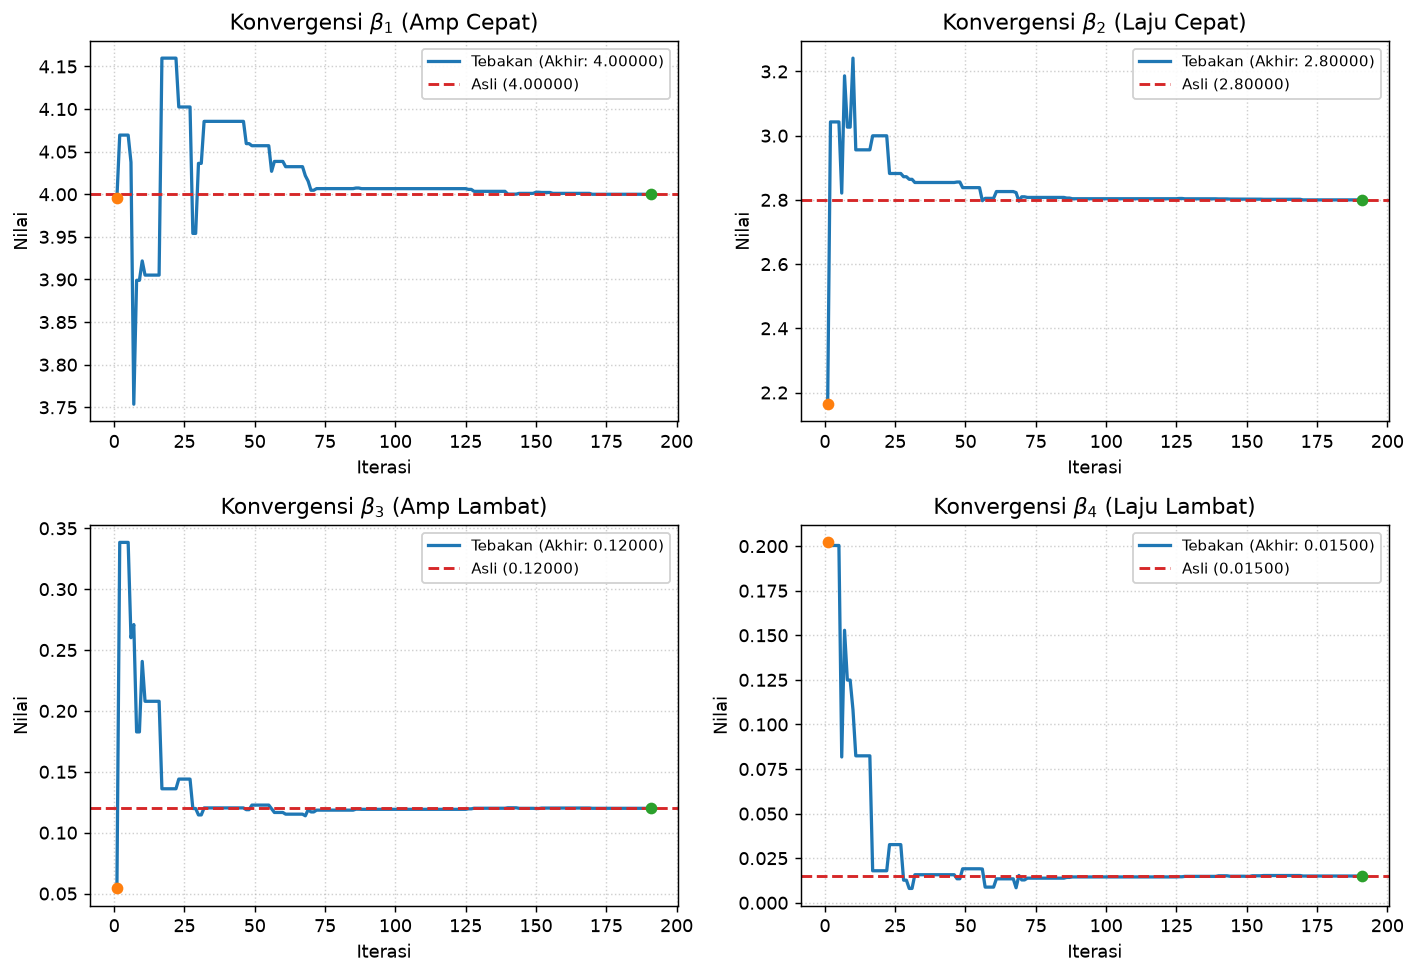 Konvergensi β₁ (Amp Cepat)
Tebakan (Akhir: 4.00000)
Asli (4.00000)
4.15
4.10
4.05
4.00
3.95
3.90
3.85
3.80
3.75
Nilai
0 25 50 75 100 125 150 175 200
Iterasi
Konvergensi β₂ (Laju Cepat)
Tebakan (Akhir: 2.80000)
Asli (2.80000)
3.2
3.0
2.8
2.6
2.4
2.2
Nilai
0 25 50 75 100 125 150 175 200
Iterasi
Konvergensi β₃ (Amp Lambat)
Tebakan (Akhir: 0.12000)
Asli (0.12000)
0.35
0.30
0.25
0.20
0.15
0.10
0.05
Nilai
0 25 50 75 100 125 150 175 200
Iterasi
Konvergensi β₄ (Laju Lambat)
Tebakan (Akhir: 0.01500)
Asli (0.01500)
0.200
0.175
0.150
0.125
0.100
0.075
0.050
0.025
0.000
Nilai
0 25 50 75 100 125 150 175 200
Iterasi